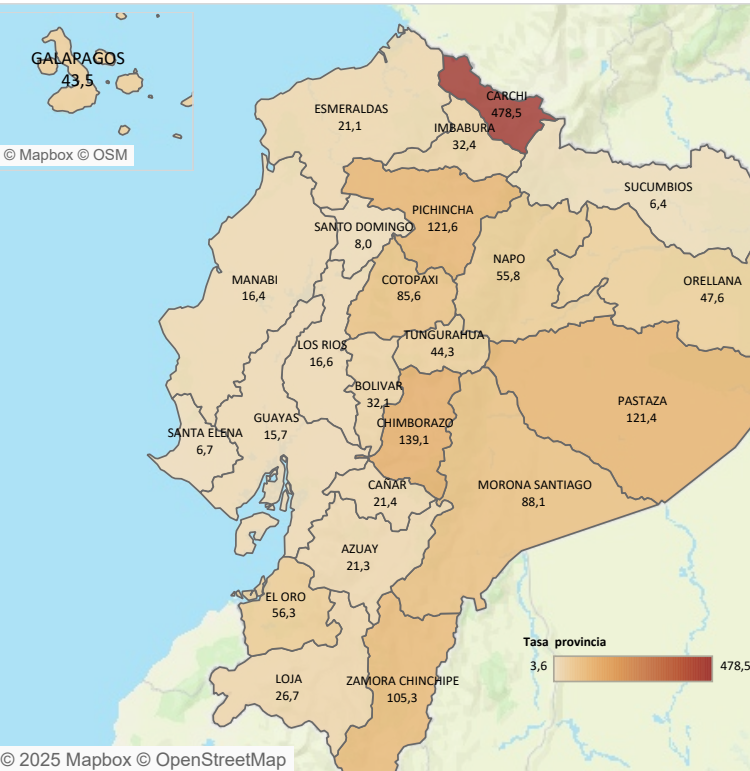 GALAPAGOS
43,5
© Mapbox © OSM
CARCHI
478,5
ESMERALDAS
21,1
IMBABURA
32,4
SUCUMBIOS
6,4
PICHINCHA
121,6
SANTO DOMINGO
8,0
NAPO
55,8
MANABI
16,4
COTOPAXI
85,6
ORELLANA
47,6
TUNGURAHUA
44,3
LOS RIOS
16,6
BOLIVAR
32,1
PASTAZA
121,4
GUAYAS
15,7
CHIMBORAZO
139,1
SANTA ELENA
6,7
CAÑAR
21,4
MORONA SANTIAGO
88,1
AZUAY
21,3
EL ORO
56,3
Tasa provincia
3,6
478,5
LOJA
26,7
ZAMORA CHINCHIPE
105,3
© 2025 Mapbox © OpenStreetMap